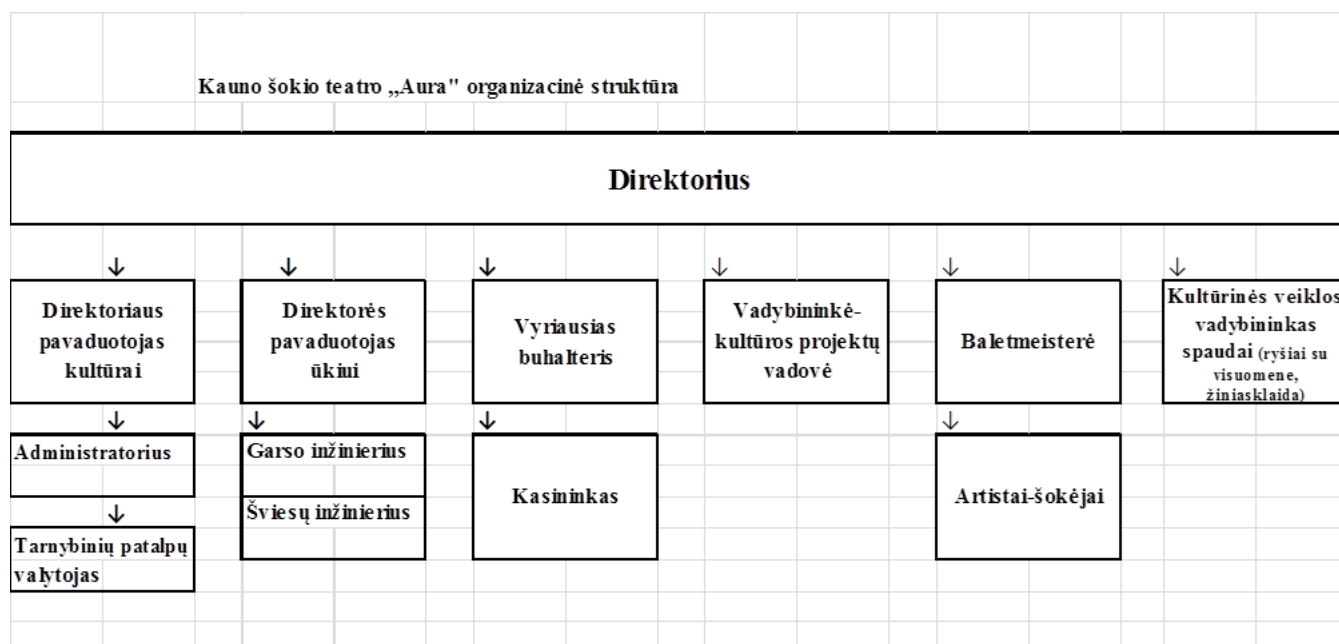 Kauno šokio teatro „Aura" organizacinė struktūra
Direktorius
Direktoriaus
pavaduotojas
kultūrai
Direktorės
pavaduotojas
ūkiui
Vyriausias
buhalteris
Vadybininkė-
kultūros projektų
vadovė
Baletmeisterė
Kultūrinės veiklos
vadybininkas
spaudai (ryšiai su
visuomene,
žiniasklaida)
Administratorius
Garso inžinierius
Šviesų inžinierius
Kasininkas
Artistai-šokėjai
Tarnybinių patalpų
valytojas